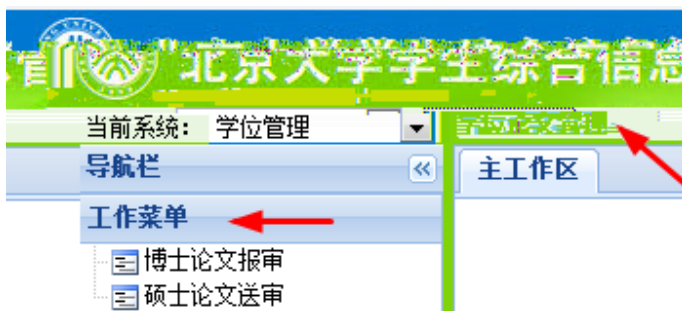 北京大学学生综合信息
当前系统: 学位管理
导航栏
主工作区
工作菜单
博士论文报审
硕士论文送审